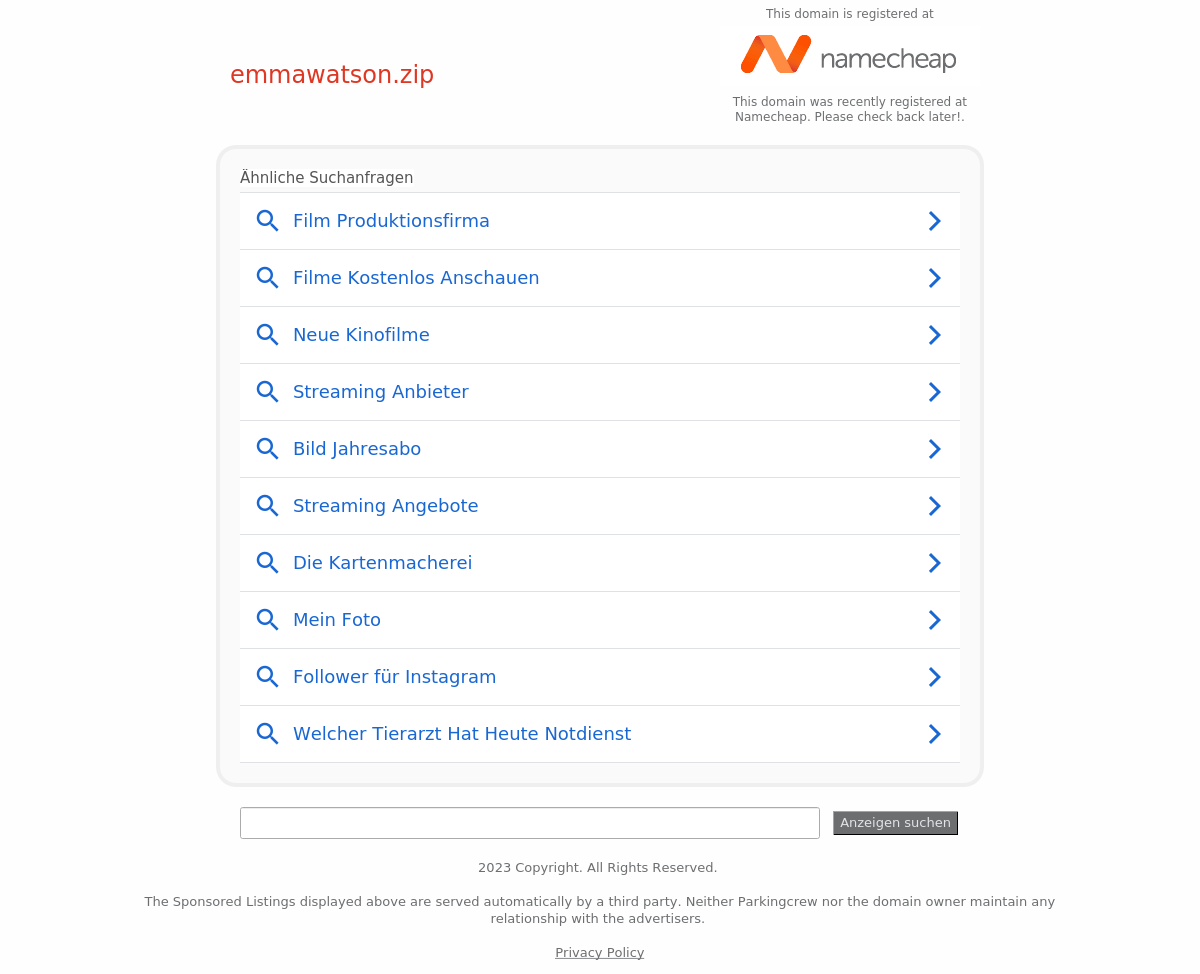 This domain is registered at
emmawatson.zip
namecheap
This domain was recently registered at
Namecheap. Please check back later!.
Ähnliche Suchanfragen
Film Produktionsfirma
Filme Kostenlos Anschauen
Neue Kinofilme
Streaming Anbieter
Bild Jahresabo
Streaming Angebote
Die Kartenmacherei
Mein Foto
Follower für Instagram
Welcher Tierarzt Hat Heute Notdienst
Anzeigen suchen
2023 Copyright. All Rights Reserved.
The Sponsored Listings displayed above are served automatically by a third party. Neither Parkingcrew nor the domain owner maintain any
relationship with the advertisers.
Privacy Policy